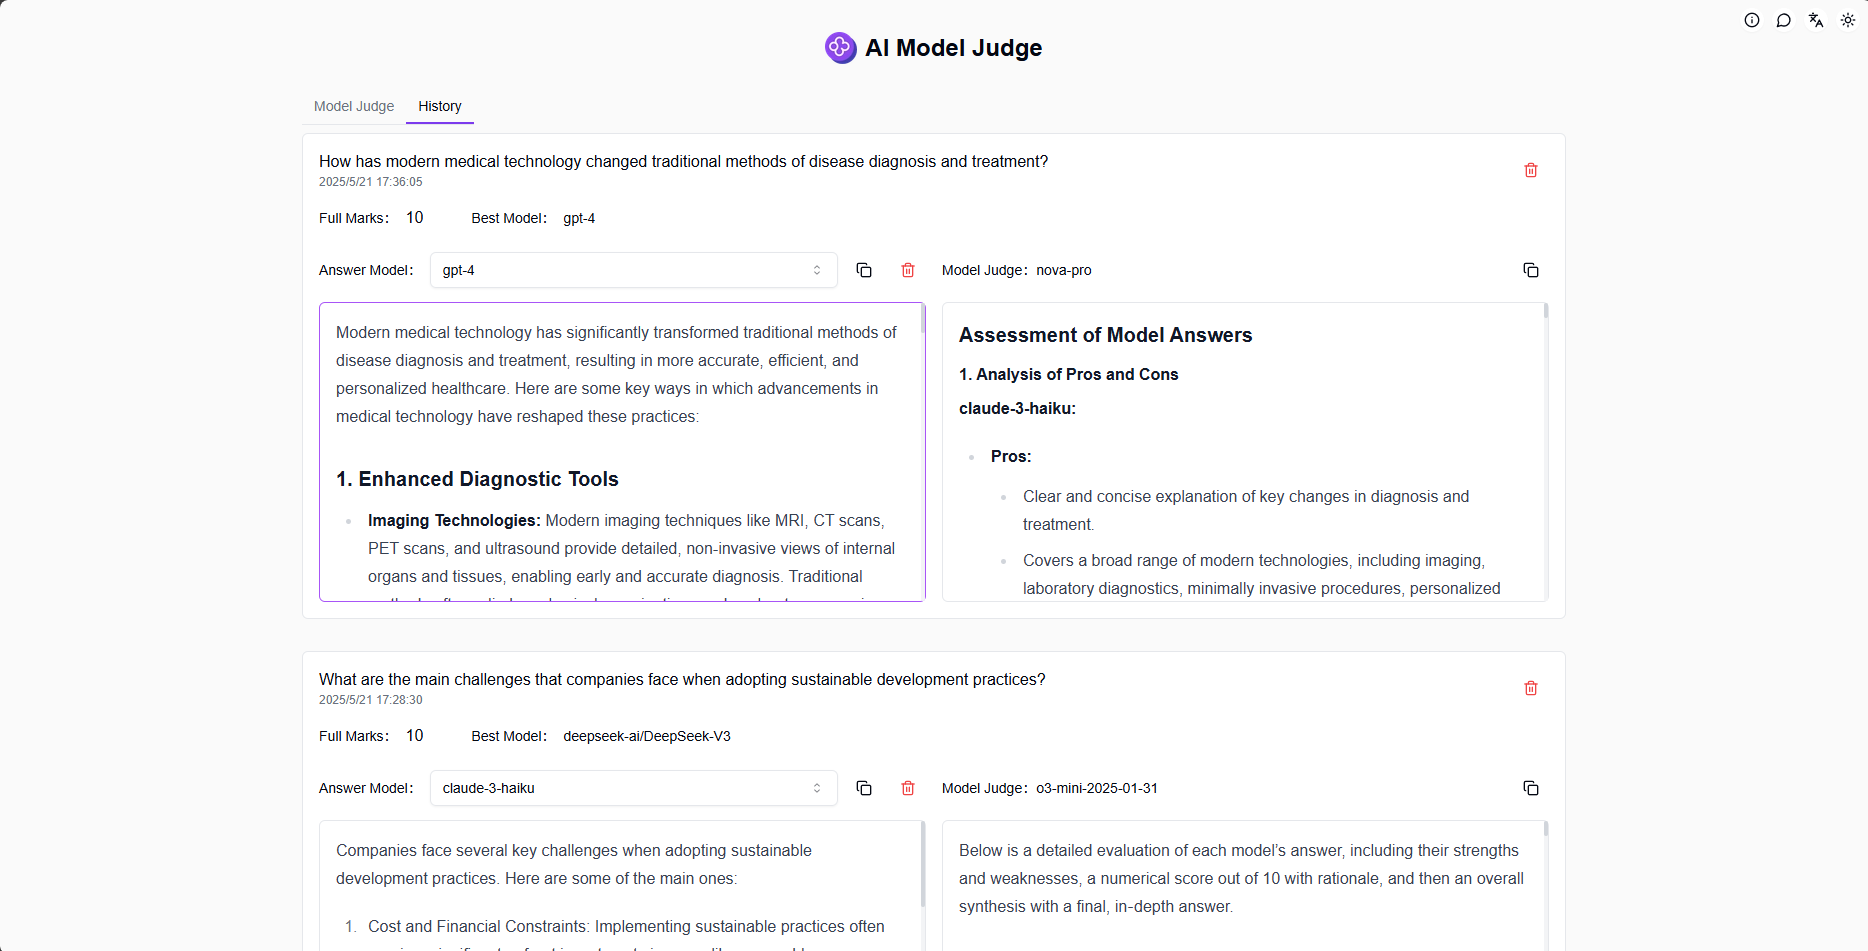 AI Model Judge
Model Judge
History
How has modern medical technology changed traditional methods of disease diagnosis and treatment?
2025/5/21 17:36:05
Full Marks: 10
Best Model: gpt-4
Answer Model: gpt-4
Model Judge: nova-pro
Modern medical technology has significantly transformed traditional methods of
disease diagnosis and treatment, resulting in more accurate, efficient, and
personalized healthcare. Here are some key ways in which advancements in
medical technology have reshaped these practices:
1. Enhanced Diagnostic Tools
Imaging Technologies: Modern imaging techniques like MRI, CT scans,
PET scans, and ultrasound provide detailed, non-invasive views of internal
organs and tissues, enabling early and accurate diagnosis. Traditional
Assessment of Model Answers
1. Analysis of Pros and Cons
claude-3-haiku:
Pros:
Clear and concise explanation of key changes in diagnosis and
treatment.
Covers a broad range of modern technologies, including imaging,
laboratory diagnostics, minimally invasive procedures, personalized
What are the main challenges that companies face when adopting sustainable development practices?
2025/5/21 17:28:30
Full Marks: 10
Best Model: deepseek-ai/DeepSeek-V3
Answer Model: claude-3-haiku
Model Judge: o3-mini-2025-01-31
Companies face several key challenges when adopting sustainable
development practices. Here are some of the main ones:
1. Cost and Financial Constraints: Implementing sustainable practices often
Below is a detailed evaluation of each model’s answer, including their strengths
and weaknesses, a numerical score out of 10 with rationale, and then an overall
synthesis with a final, in-depth answer.